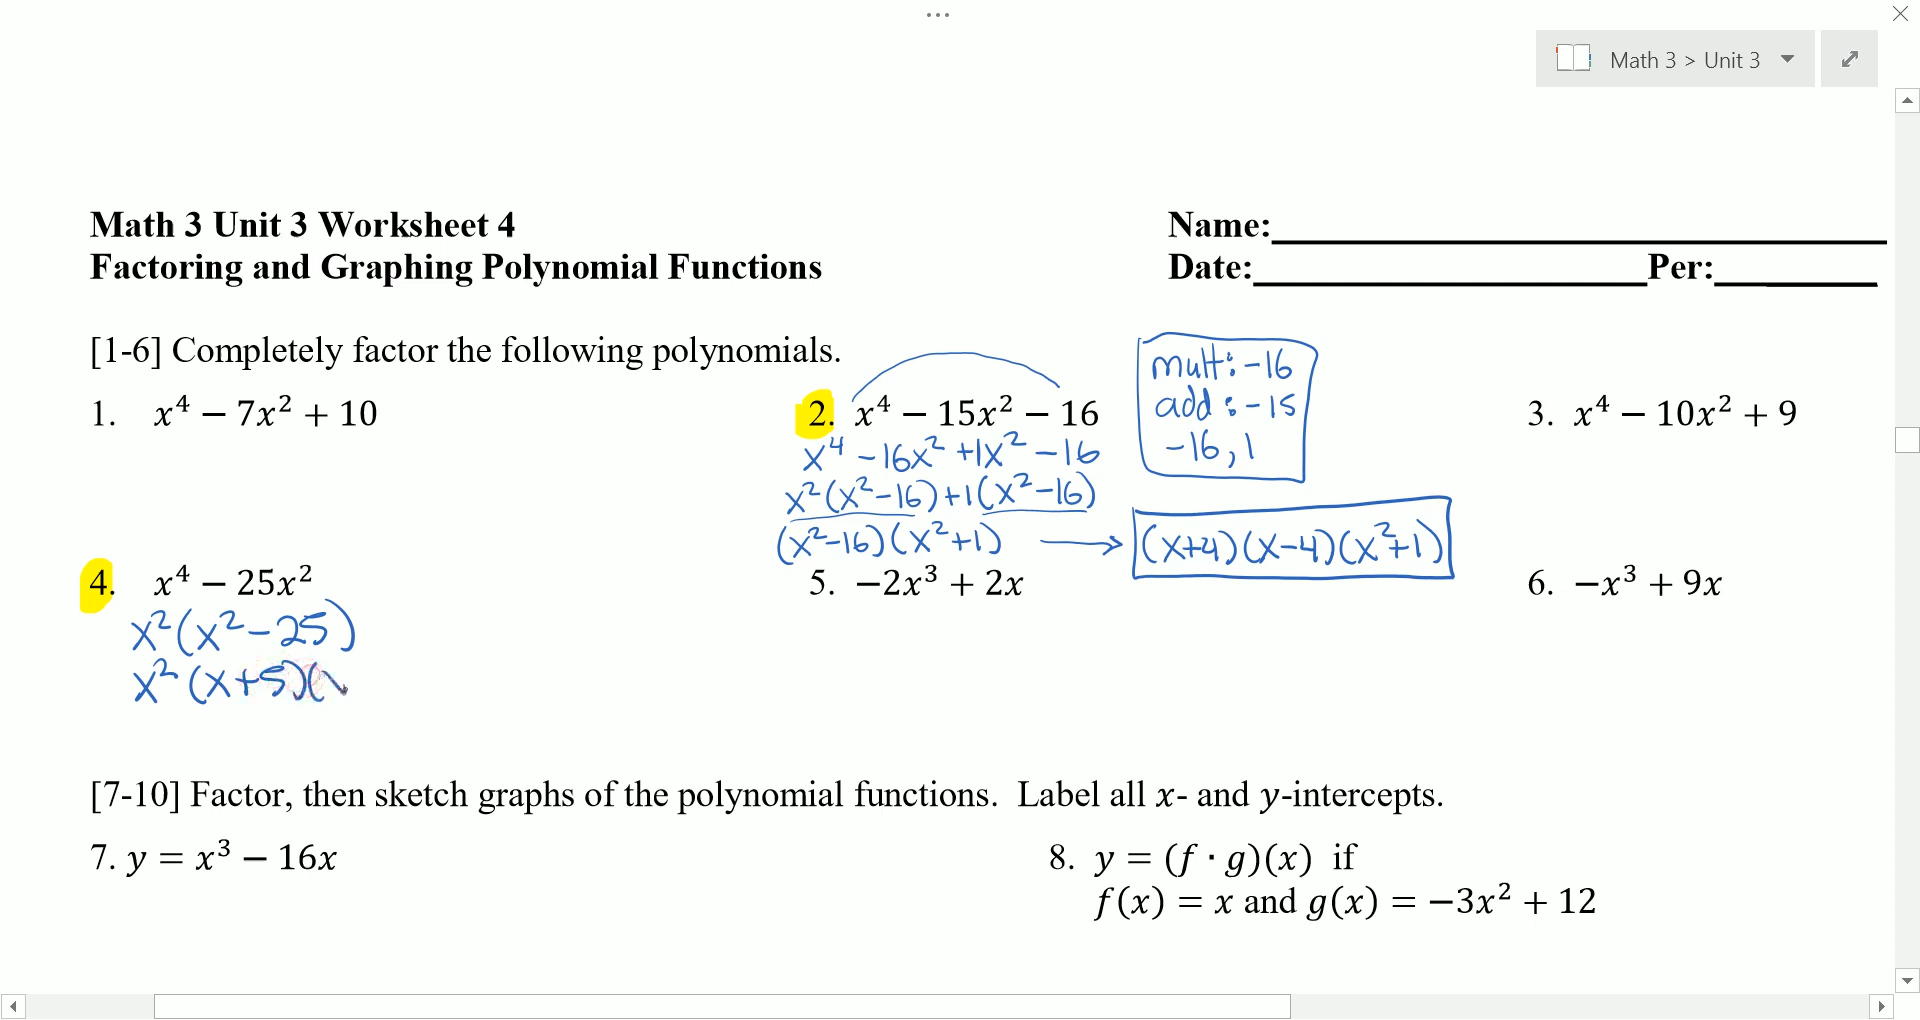 Math 3 > Unit 3
Math 3 Unit 3 Worksheet 4
Name:
Factoring and Graphing Polynomial Functions
Date: Per:
[1-6] Completely factor the following polynomials.
1. x⁴ − 7x² + 10
2. x⁴ − 15x² − 16
x⁴ -16x² +1x² -16
x²(x²-16)+1(x²-16)
(x²-16)(x²+1) → (x+4)(x-4)(x²+1)
mult: -16
add: -15
-16, 1
3. x⁴ − 10x² + 9
4. x⁴ − 25x²
x²(x²-25)
x²(x+5)(
5. −2x³ + 2x
6. −x³ + 9x
[7-10] Factor, then sketch graphs of the polynomial functions. Label all x- and y-intercepts.
7. y = x³ − 16x
8. y = (f · g)(x) if
f(x) = x and g(x) = −3x² + 12